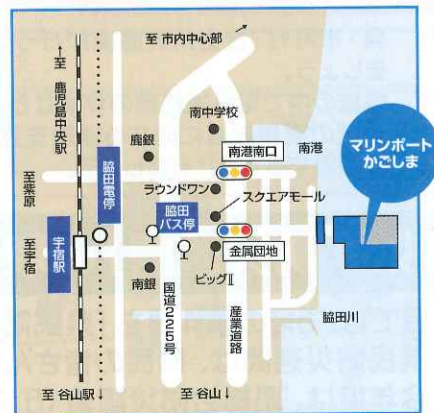 至 市内中心部
←至 鹿児島中央駅
南中学校
鹿銀
南港南口
南港
マリンポート
かごしま
至紫原
脇田電停
ラウンドワン
スクエアモール
脇田
バス停
至宇宿
宇宿駅
金属団地
南銀
ビッグⅡ
国道225号
産業道路
脇田川
至 谷山駅↓
至 谷山↓